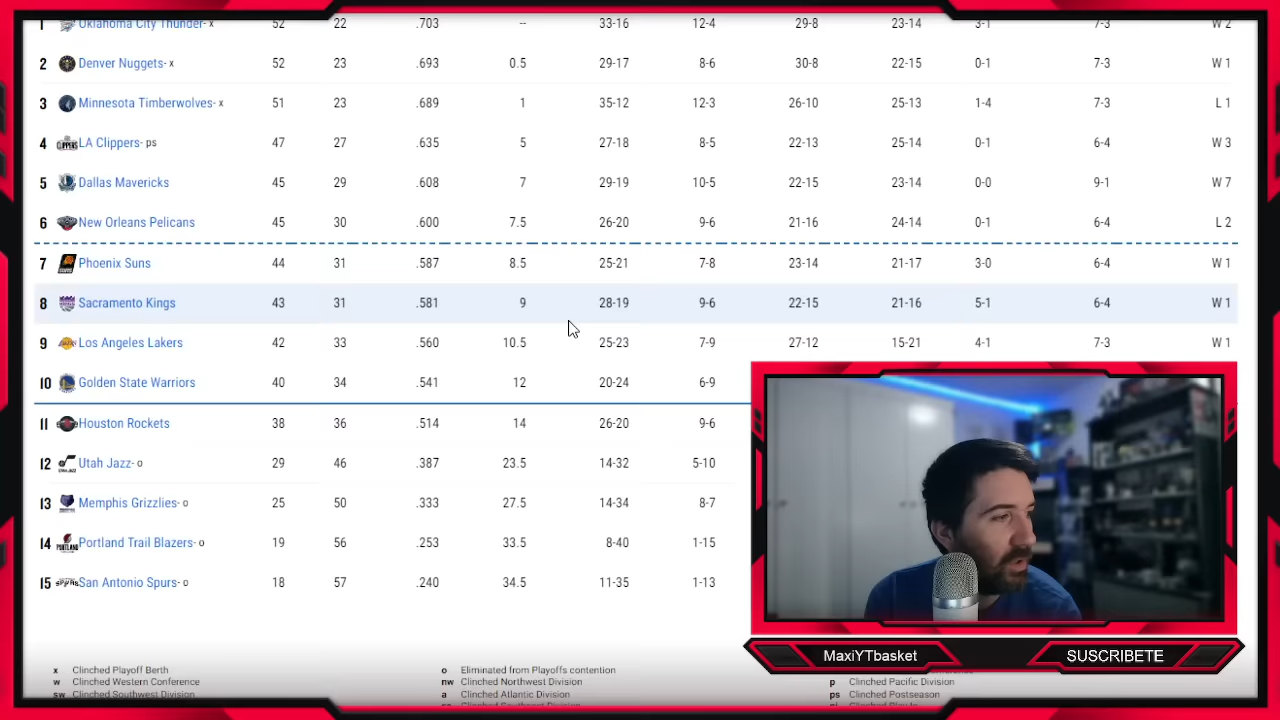 1 Oklahoma City Thunder- x 52 22 .703 -- 33-16 12-4 29-8 23-14 3-1 7-3 W 2
2 Denver Nuggets- x 52 23 .693 0.5 29-17 8-6 30-8 22-15 0-1 7-3 W 1
3 Minnesota Timberwolves- x 51 23 .689 1 35-12 12-3 26-10 25-13 1-4 7-3 L 1
4 LA Clippers- ps 47 27 .635 5 27-18 8-5 22-13 25-14 0-1 6-4 W 3
5 Dallas Mavericks 45 29 .608 7 29-19 10-5 22-15 23-14 0-0 9-1 W 7
6 New Orleans Pelicans 45 30 .600 7.5 26-20 9-6 21-16 24-14 0-1 6-4 L 2
7 Phoenix Suns 44 31 .587 8.5 25-21 7-8 23-14 21-17 3-0 6-4 W 1
8 Sacramento Kings 43 31 .581 9 28-19 9-6 22-15 21-16 5-1 6-4 W 1
9 Los Angeles Lakers 42 33 .560 10.5 25-23 7-9 27-12 15-21 4-1 7-3 W 1
10 Golden State Warriors 40 34 .541 12 20-24 6-9
11 Houston Rockets 38 36 .514 14 26-20 9-6
12 Utah Jazz- o 29 46 .387 23.5 14-32 5-10
13 Memphis Grizzlies- o 25 50 .333 27.5 14-34 8-7
14 Portland Trail Blazers- o 19 56 .253 33.5 8-40 1-15
15 San Antonio Spurs- o 18 57 .240 34.5 11-35 1-13
MaxiYTbasket SUSCRIBETE
x Clinched Playoff Berth o Eliminated from Playoffs contention
w Clinched Western Conference nw Clinched Northwest Division p Clinched Pacific Division
sw Clinched Southwest Division a Clinched Atlantic Division ps Clinched Postseason